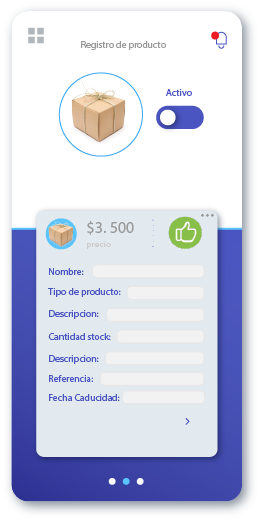 Registro de producto
Activo
$3. 500
precio
Nombre:
Tipo de producto:
Descripcion:
Cantidad stock:
Descripcion:
Referencia:
Fecha Caducidad: